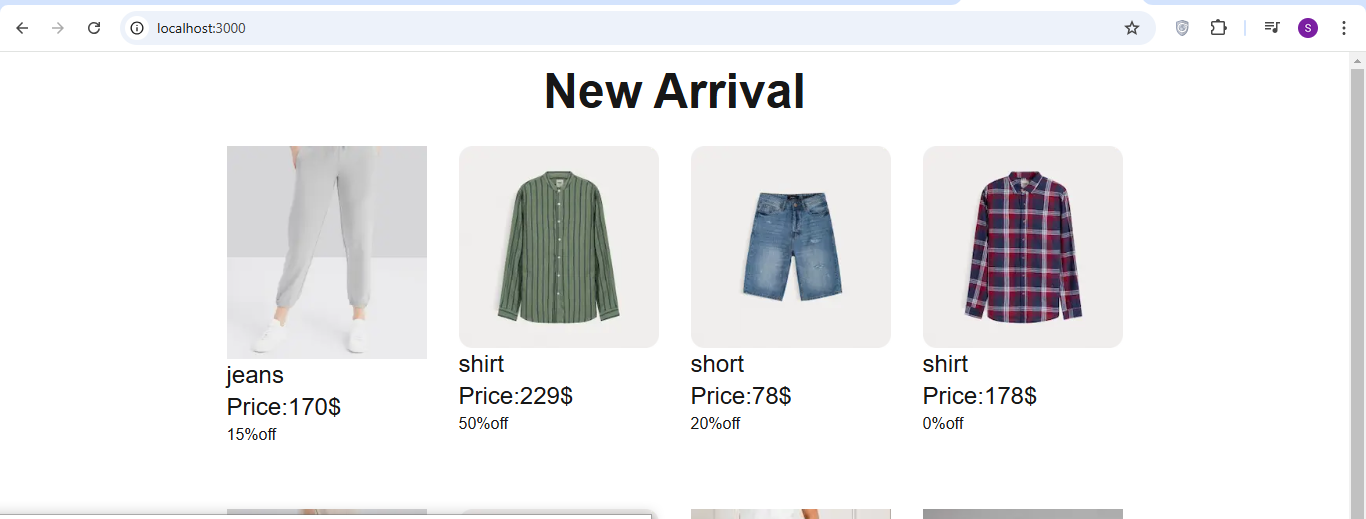 localhost:3000
S
New Arrival
jeans
Price:170$
15%off
shirt
Price:229$
50%off
short
Price:78$
20%off
shirt
Price:178$
0%off